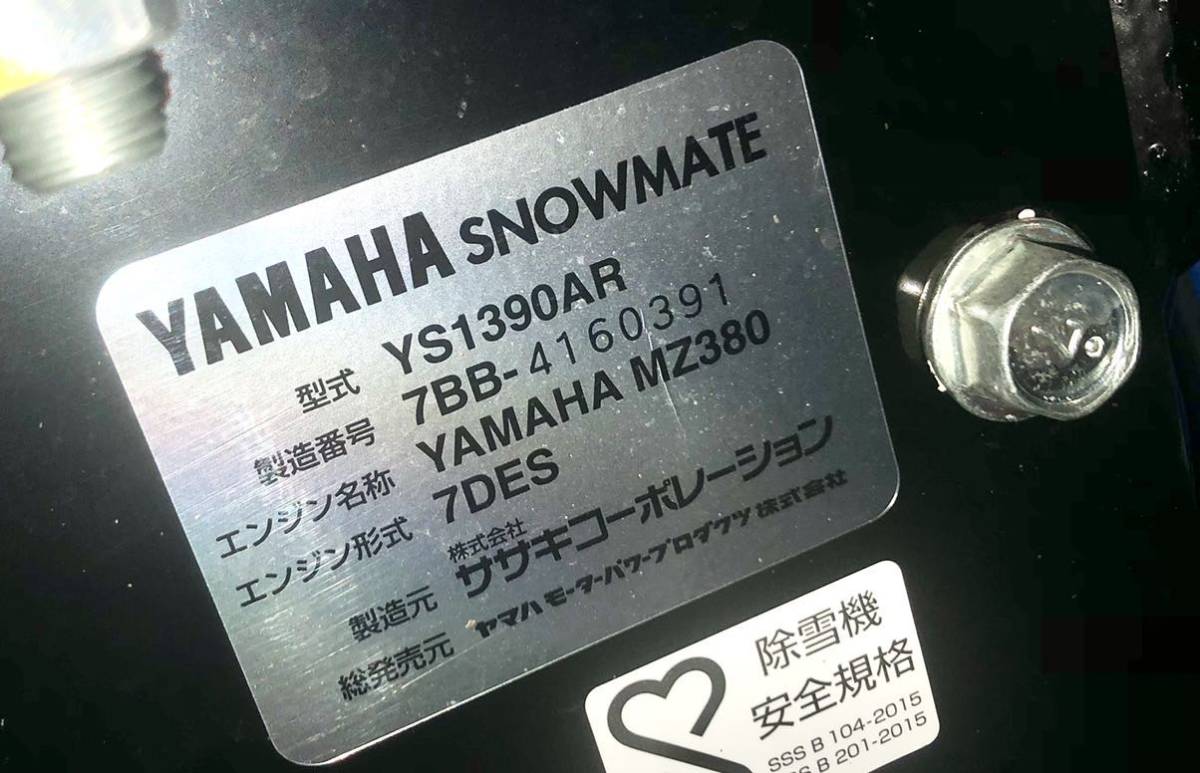 YAMAHA SNOWMATE
型式 YS1390AR
製造番号 7BB-4160391
エンジン名称 YAMAHA MZ380
エンジン形式 7DES
製造元 株式会社 ササキコーポレーション
総発売元 ヤマハモーターパワープロダクツ株式会社
除雪機
安全規格
SSS B 104-2015
SS B 201-2015